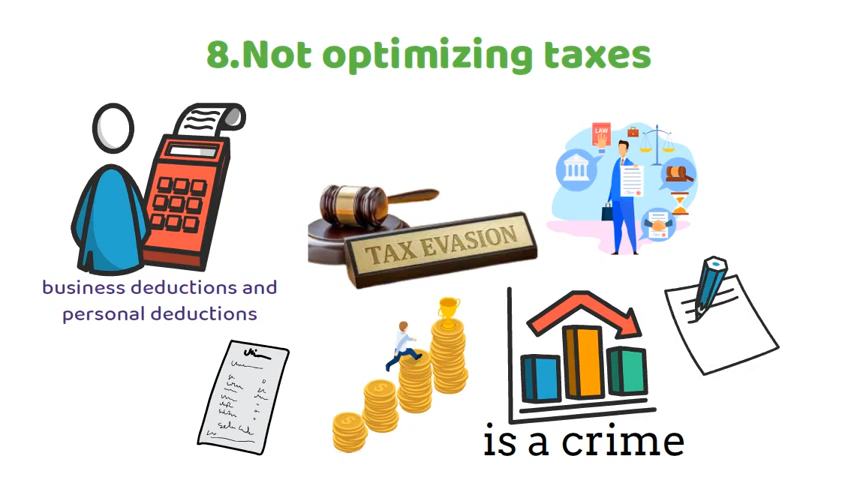 8.Not optimizing taxes
LAW
TAX EVASION
business deductions and
personal deductions
is a crime